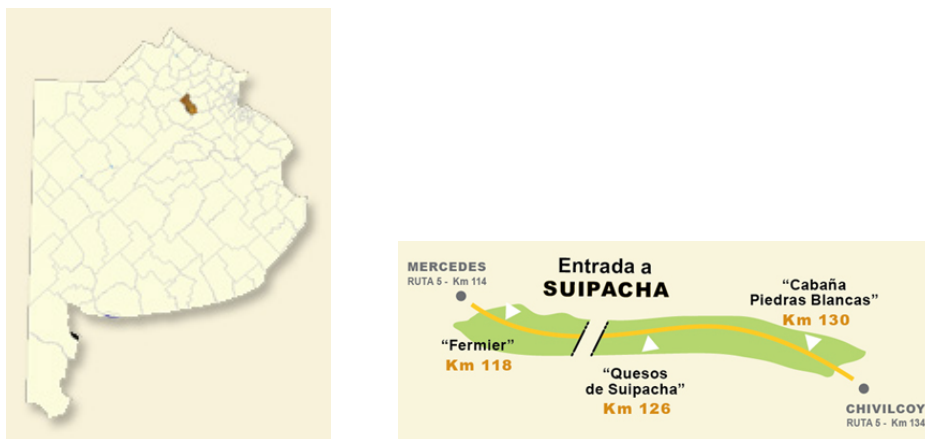 MERCEDES
RUTA 5 - Km 114
Entrada a
SUIPACHA
“Cabaña
Piedras Blancas”
Km 130
“Fermier”
Km 118
“Quesos
de Suipacha”
Km 126
CHIVILCOY
RUTA 5 - Km 134